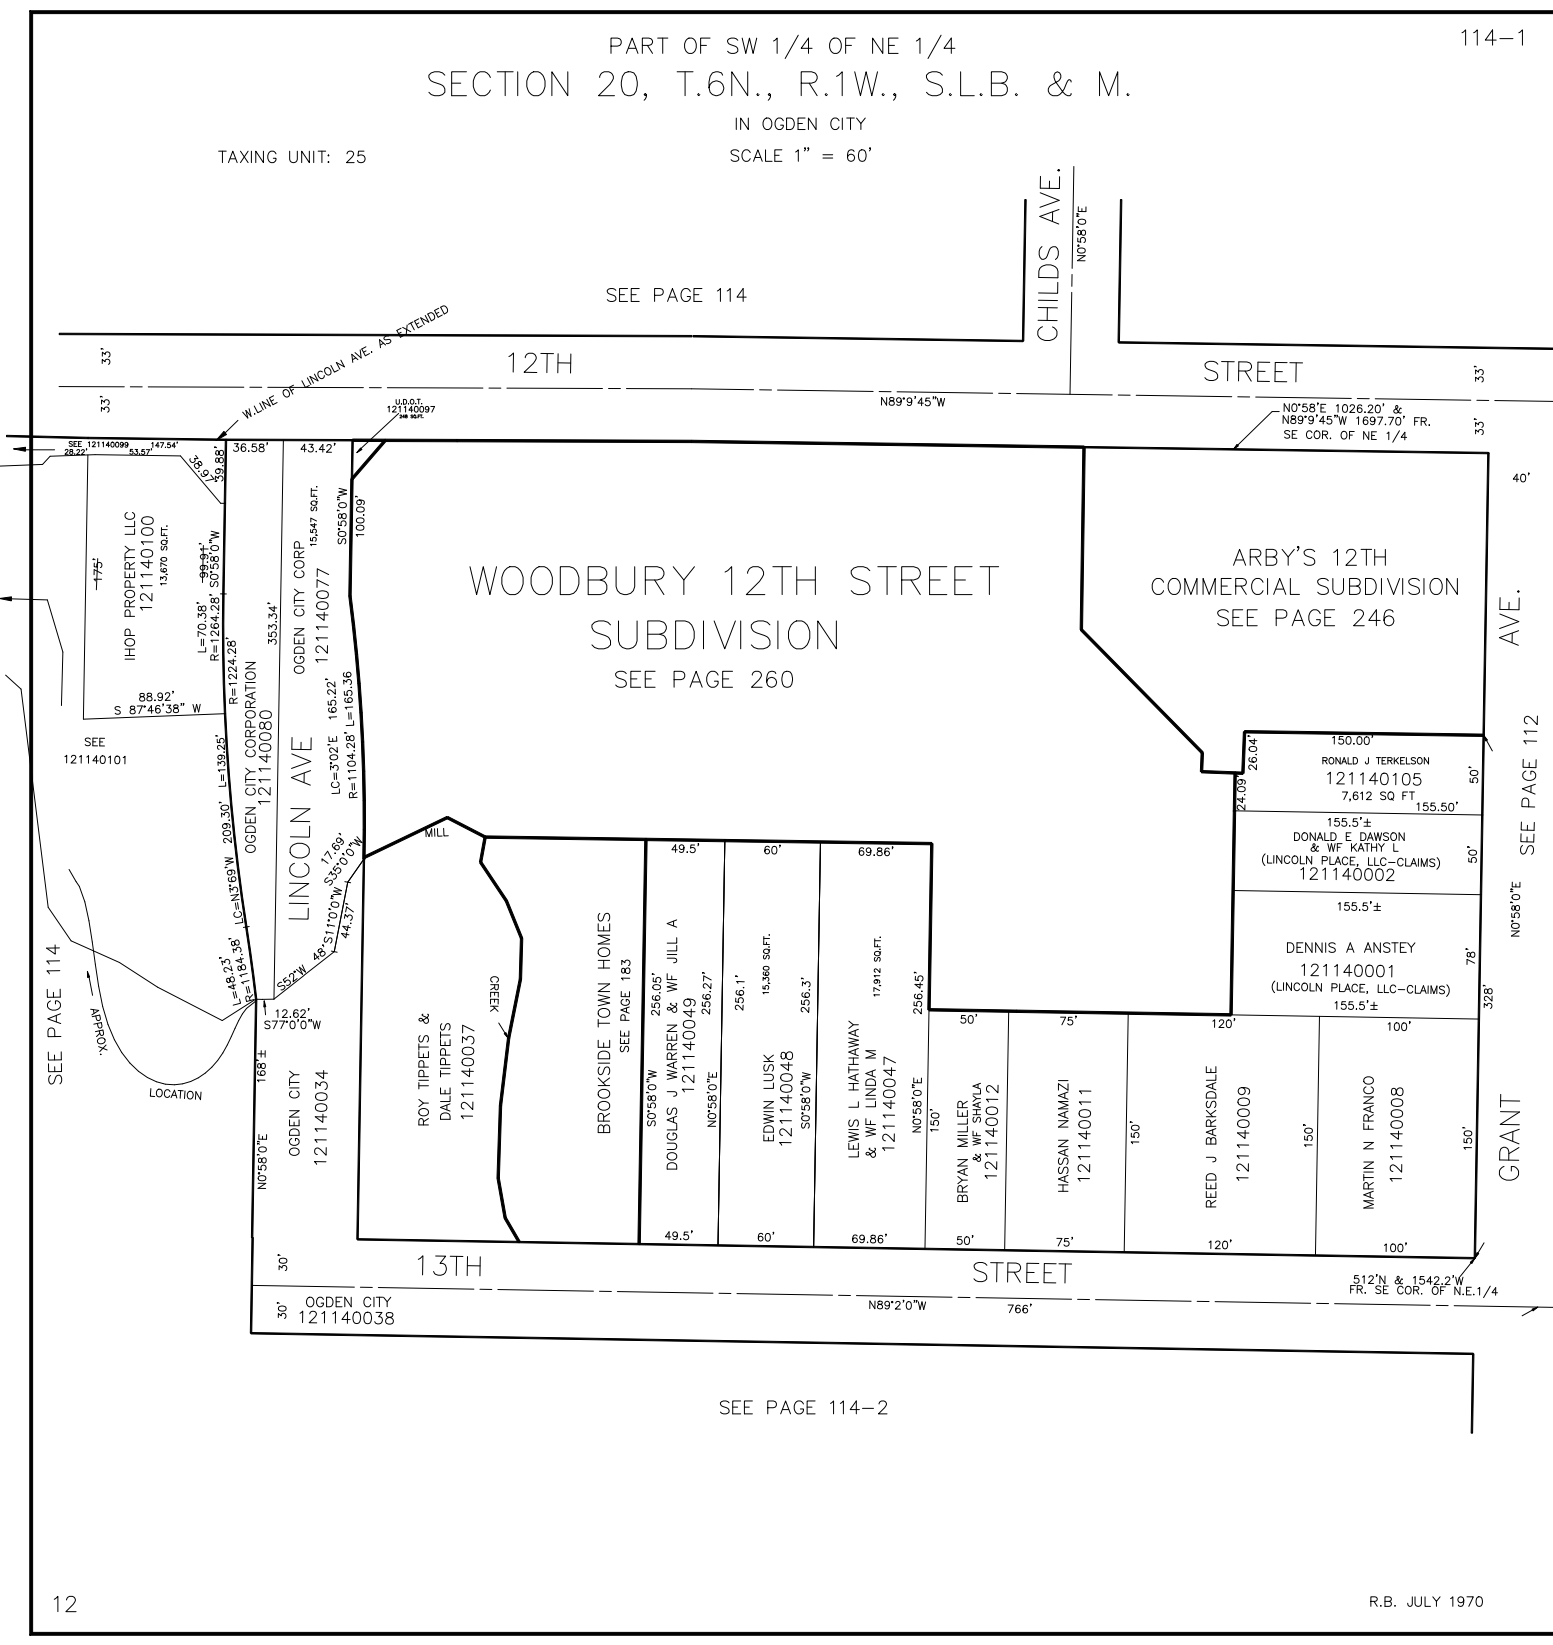 114-1
PART OF SW 1/4 OF NE 1/4
SECTION 20, T.6N., R.1W., S.L.B. & M.
IN OGDEN CITY
TAXING UNIT: 25
SCALE 1" = 60'
CHILDS AVE.
N0°58'0"E
SEE PAGE 114
W.LINE OF LINCOLN AVE. AS EXTENDED
33'
12TH
STREET
33'
33'
33'
N89°9'45"W
U.D.O.T.
121140097
248 SQ.FT.
N0°58'E 1026.20' &
N89°9'45"W 1697.70' FR.
SE COR. OF NE 1/4
SEE 121140099
147.54'
28.22'
53.57'
38.97'
39.88'
36.58'
43.42'
40'
IHOP PROPERTY LLC
121140100
13,670 SQ.FT.
175'
99.91'
S0°58'0"W
L=70.38'
R=1264.28'
R=1224.28'
353.34'
OGDEN CITY CORP
121140077
15,547 SQ.FT.
S0°58'0"W
100.09'
WOODBURY 12TH STREET
SUBDIVISION
SEE PAGE 260
ARBY'S 12TH
COMMERCIAL SUBDIVISION
SEE PAGE 246
88.92'
S 87°46'38" W
SEE
121140101
OGDEN CITY CORPORATION
121140080
L=139.25'
209.30'
LC=N3°69'W
LINCOLN AVE
LC=3°02'E 165.22'
R=1104.28' L=165.36
17.69'
S35°0'0"W
S11°0'0"W
44.37'
S52°W 48'
L=48.23'
R=1184.38'
12.62'
S77°0'0"W
MILL
CREEK
26.04'
24.09'
150.00'
RONALD J TERKELSON
121140105
7,612 SQ FT
155.50'
50'
155.5'±
DONALD E DAWSON
& WF KATHY L
(LINCOLN PLACE, LLC-CLAIMS)
121140002
50'
155.5'±
DENNIS A ANSTEY
121140001
(LINCOLN PLACE, LLC-CLAIMS)
155.5'±
78'
328'
N0°58'0"E
SEE PAGE 112
GRANT AVE.
SEE PAGE 114
APPROX.
LOCATION
168'±
N0°58'0"E
OGDEN CITY
121140034
ROY TIPPETS &
DALE TIPPETS
121140037
BROOKSIDE TOWN HOMES
SEE PAGE 183
49.5'
60'
69.86'
256.05'
S0°58'0"W
DOUGLAS J WARREN & WF JILL A
121140049
256.27'
N0°58'0"E
256.1'
EDWIN LUSK
121140048
15,360 SQ.FT.
256.3'
S0°58'0"W
LEWIS L HATHAWAY
& WF LINDA M
121140047
17,912 SQ.FT.
256.45'
N0°58'0"E
50'
75'
120'
100'
150'
BRYAN MILLER
& WF SHAYLA
121140012
HASSAN NAMAZI
121140011
150'
REED J BARKSDALE
121140009
150'
MARTIN N FRANCO
121140008
150'
49.5'
60'
69.86'
50'
75'
120'
100'
30'
13TH
STREET
512'N & 1542.2'W
FR. SE COR. OF N.E.1/4
30'
OGDEN CITY
121140038
N89°2'0"W
766'
SEE PAGE 114-2
12
R.B. JULY 1970